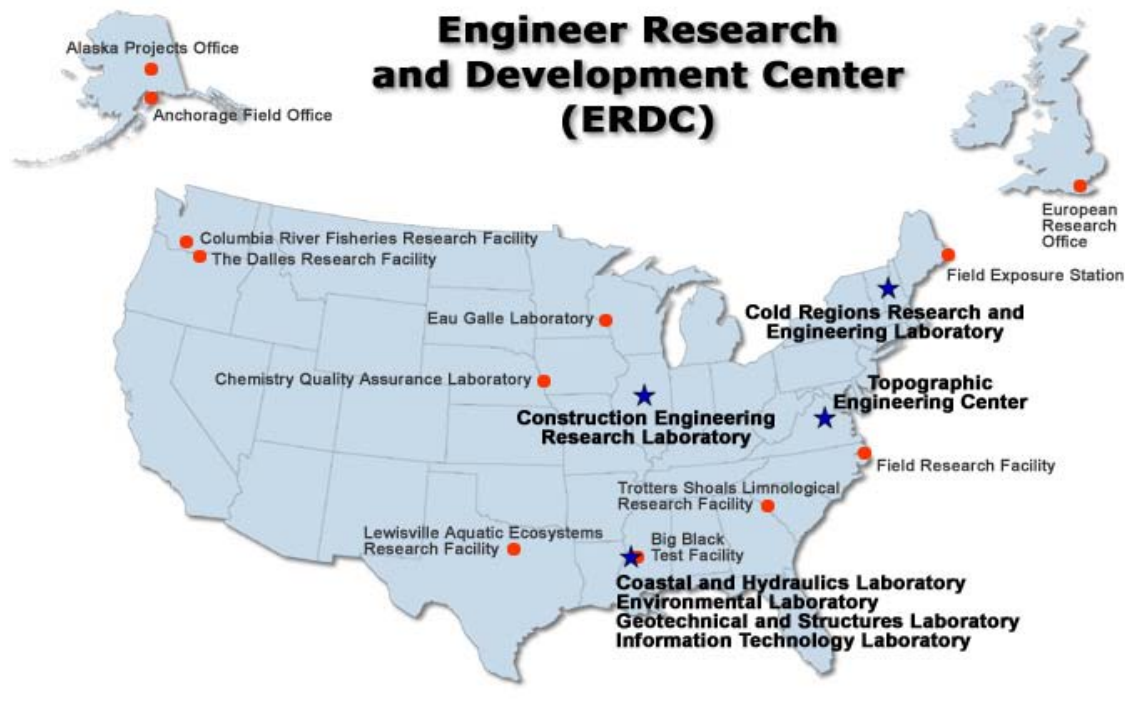 Engineer Research
and Development Center
(ERDC)
Alaska Projects Office
Anchorage Field Office
European
Research
Office
Columbia River Fisheries Research Facility
The Dalles Research Facility
Field Exposure Station
Cold Regions Research and
Engineering Laboratory
Eau Galle Laboratory
Chemistry Quality Assurance Laboratory
Topographic
Engineering Center
Construction Engineering
Research Laboratory
Field Research Facility
Trotters Shoals Limnological
Research Facility
Lewisville Aquatic Ecosystems
Research Facility
Big Black
Test Facility
Coastal and Hydraulics Laboratory
Environmental Laboratory
Geotechnical and Structures Laboratory
Information Technology Laboratory